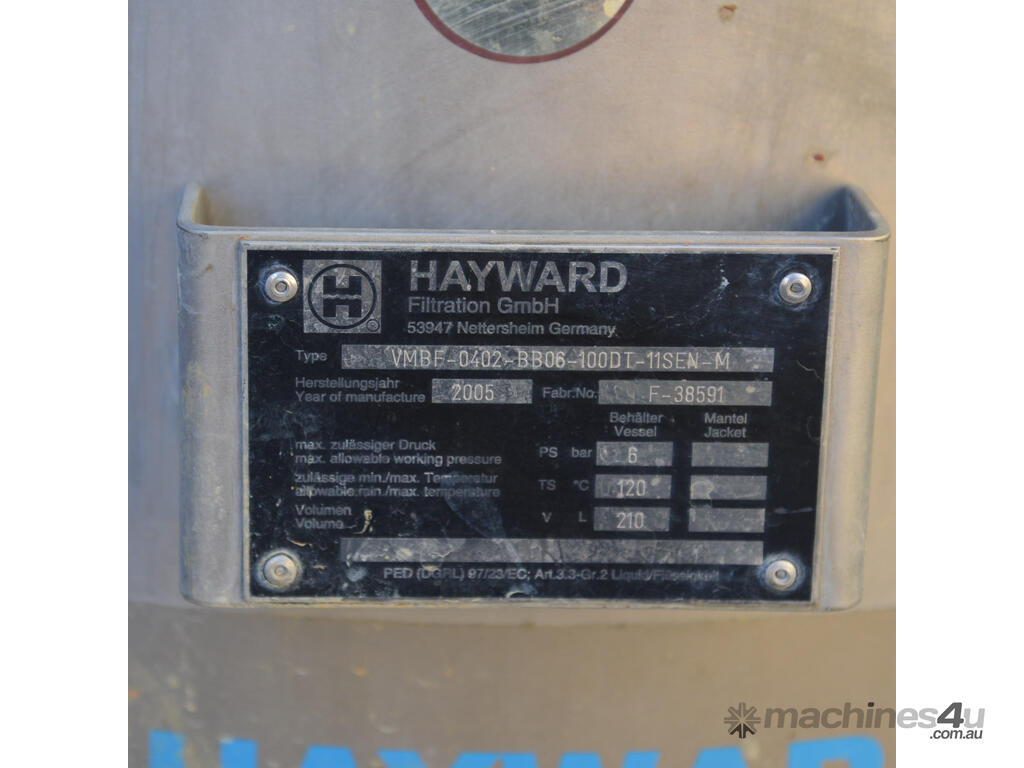 HAYWARD
Filtration GmbH
53947 Nettersheim Germany
Type VMBF-0402-BB06-100DT-11SEN-M
Herstellungsjahr
Year of manufacture 2005 Fabr.No. F-38591
Behälter Mantel
Vessel Jacket
max. zulässiger Druck
max. allowable working pressure PS bar 6
zulässige min./max. Temperatur
allowable min./max. temperature TS °C 120
Volumen
Volume V L 210
PED (DGRL) 97/23/EC; Art.3.3-Gr.2 Liquid/Flüssigkeit
HAYWAR
machines4u
.com.au